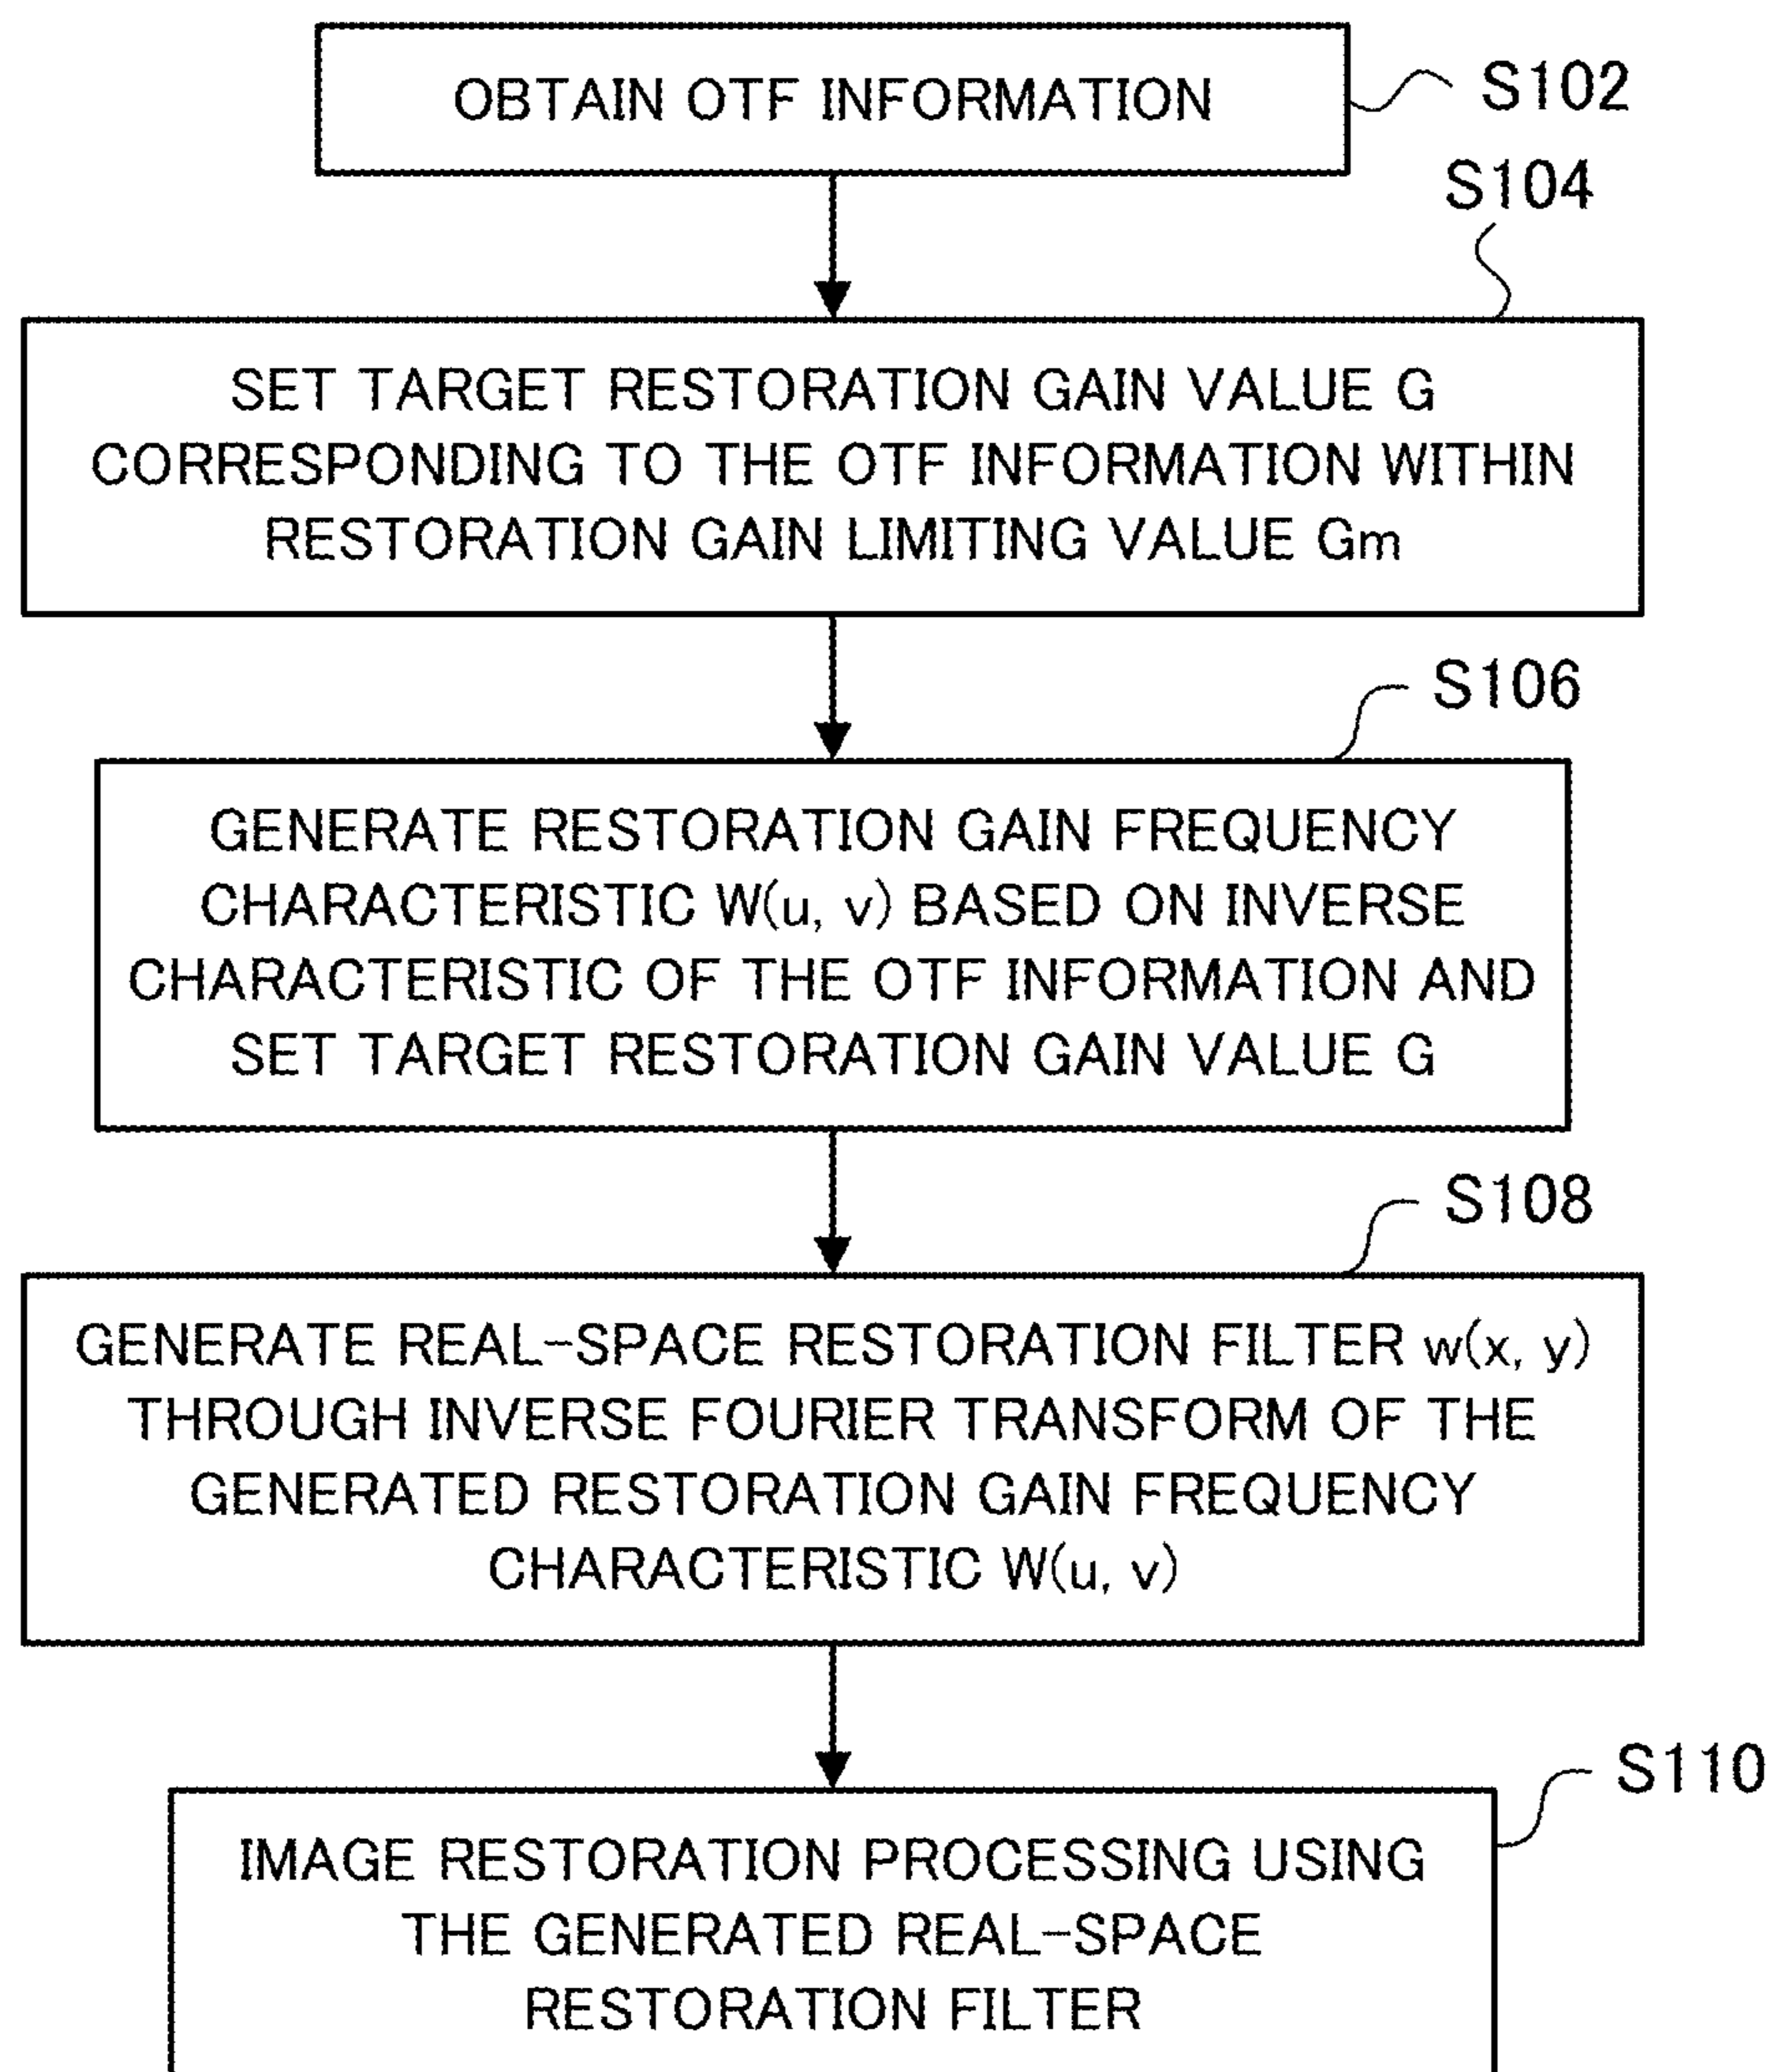 OBTAIN OTF INFORMATION
S102
S104
SET TARGET RESTORATION GAIN VALUE G
CORRESPONDING TO THE OTF INFORMATION WITHIN
RESTORATION GAIN LIMITING VALUE Gm
S106
GENERATE RESTORATION GAIN FREQUENCY
CHARACTERISTIC W(u, v) BASED ON INVERSE
CHARACTERISTIC OF THE OTF INFORMATION AND
SET TARGET RESTORATION GAIN VALUE G
S108
GENERATE REAL-SPACE RESTORATION FILTER w(x, y)
THROUGH INVERSE FOURIER TRANSFORM OF THE
GENERATED RESTORATION GAIN FREQUENCY
CHARACTERISTIC W(u, v)
S110
IMAGE RESTORATION PROCESSING USING
THE GENERATED REAL-SPACE
RESTORATION FILTER